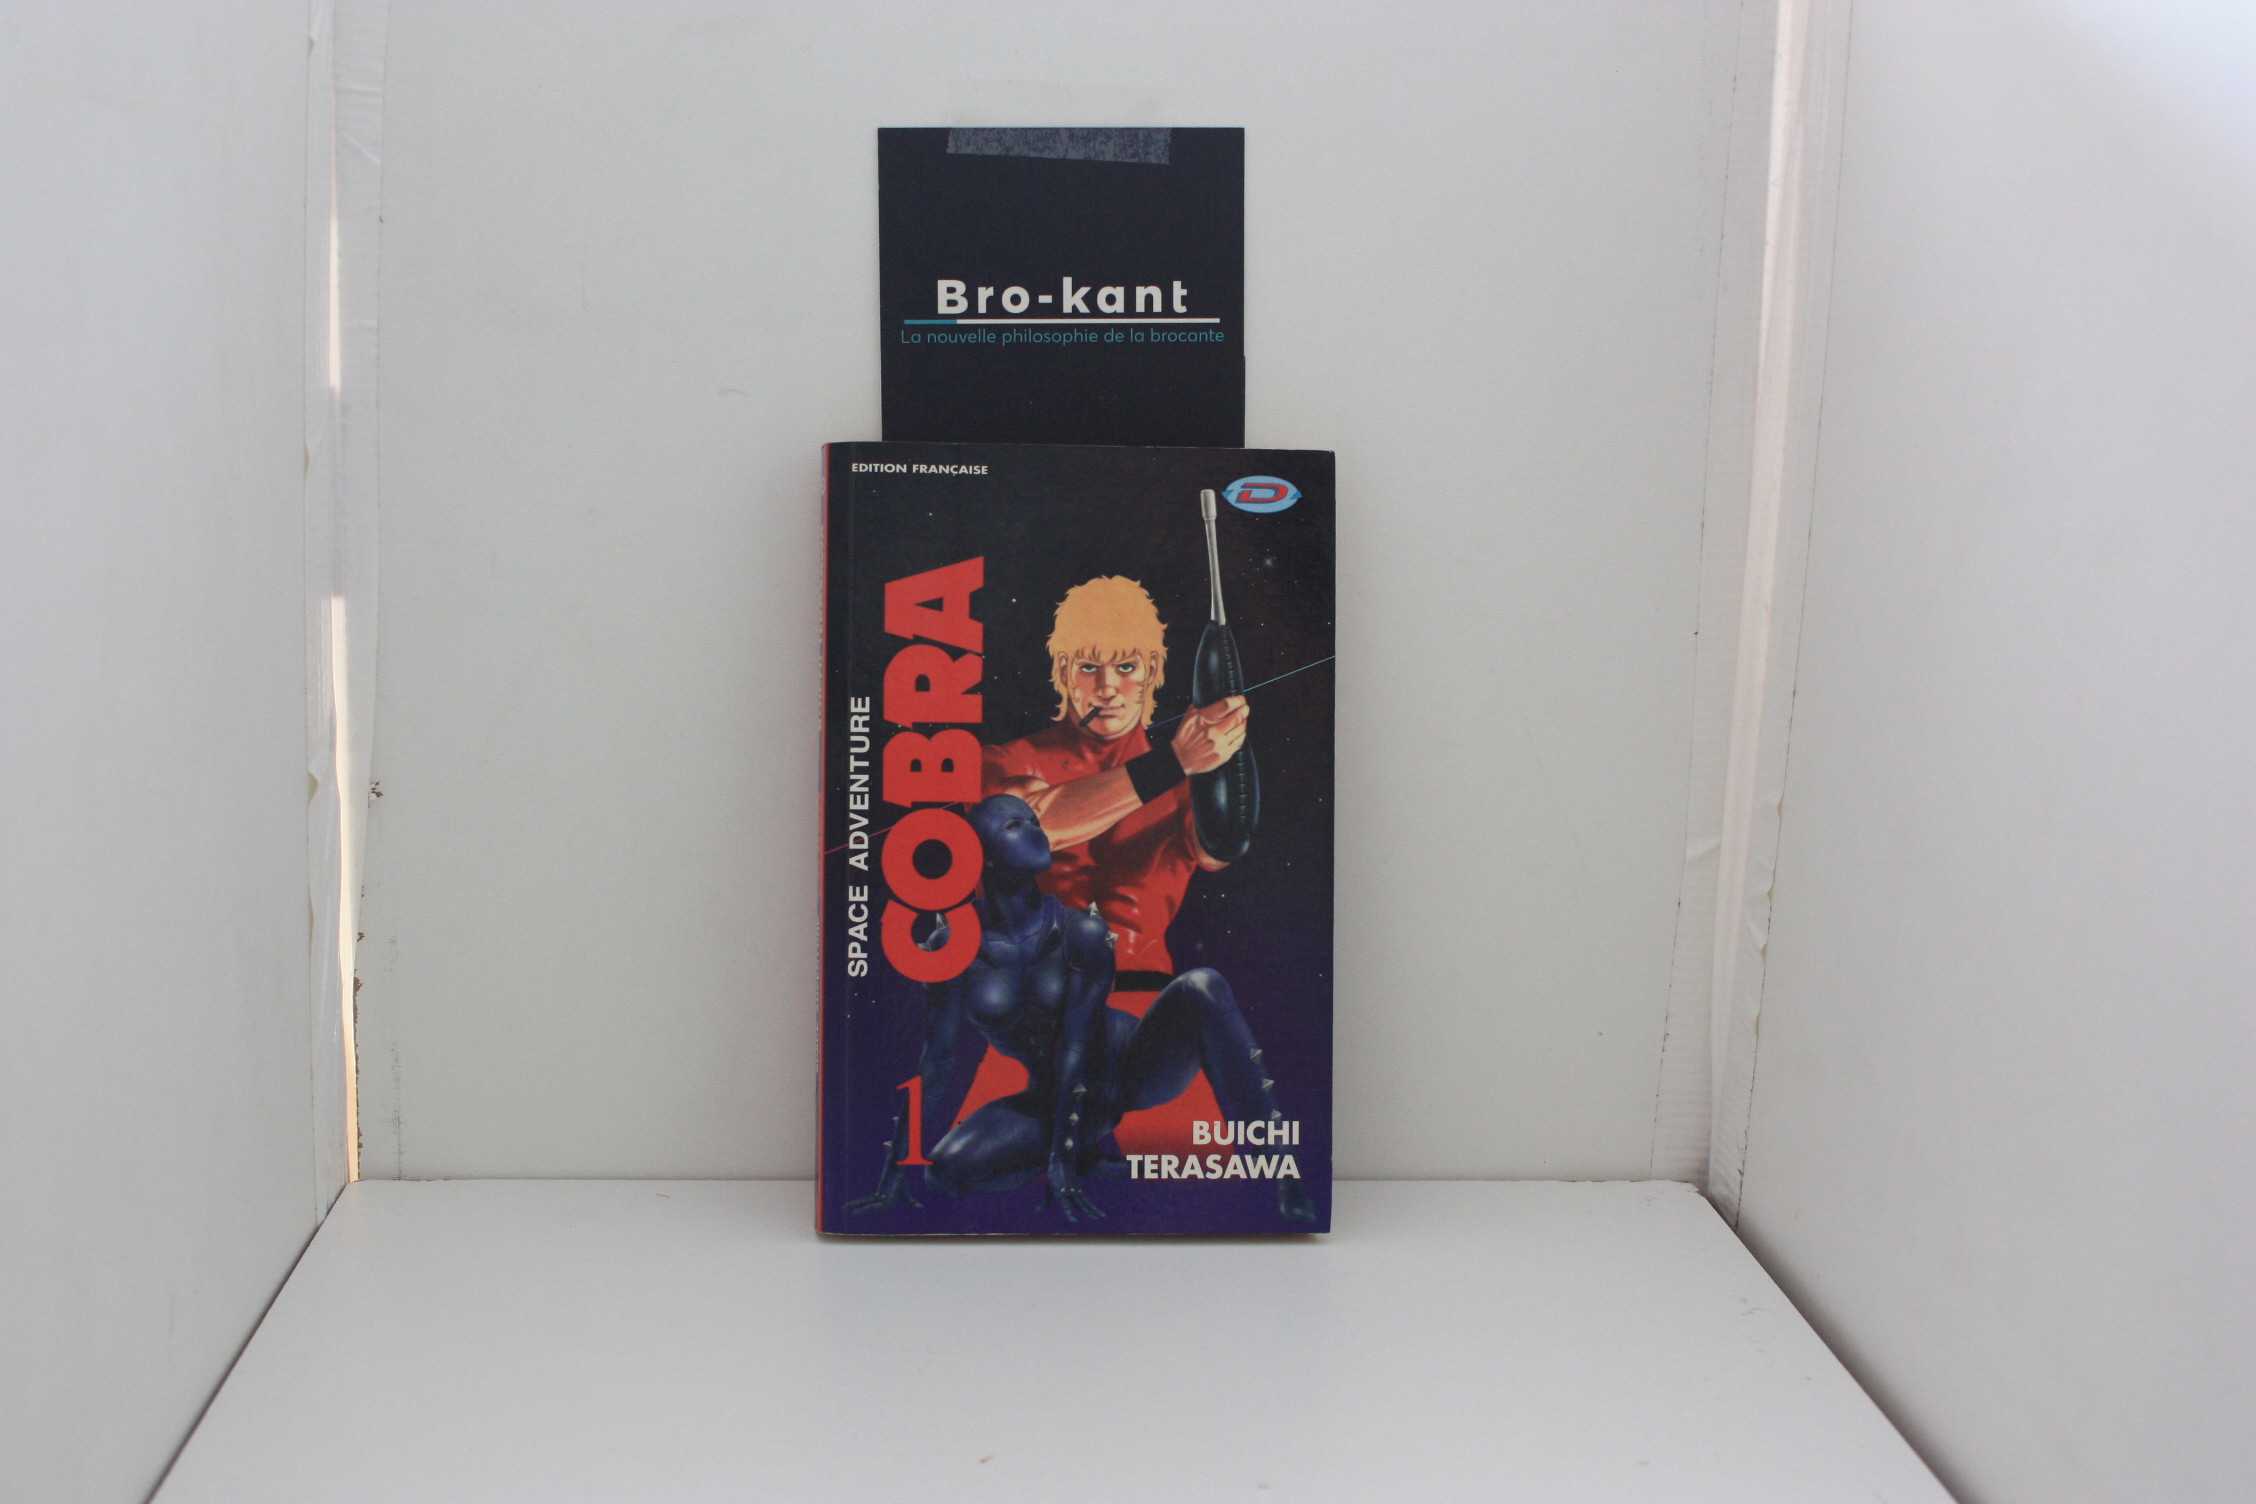 Bro-kant
La nouvelle philosophie de la brocante
EDITION FRANÇAISE
D
SPACE ADVENTURE
COBRA
1
BUICHI
TERASAWA